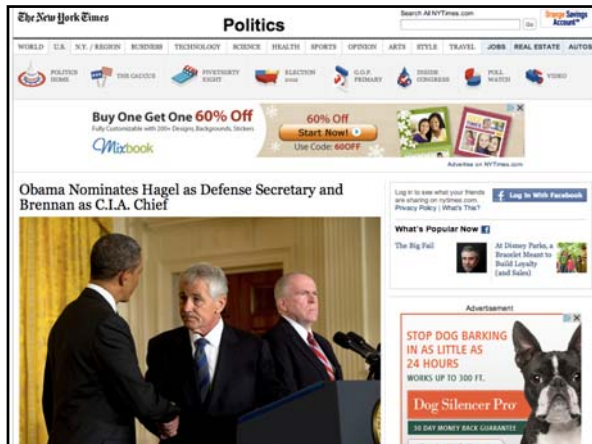 The New York Times
Politics
Search All NYTimes.com
Go
Orange Savings
Account™
WORLD U.S. N.Y. / REGION BUSINESS TECHNOLOGY SCIENCE HEALTH SPORTS OPINION ARTS STYLE TRAVEL JOBS REAL ESTATE AUTOS
POLITICS
HOME
THE CAUCUS
FIVETHIRTY
EIGHT
ELECTION
2012
G.O.P.
PRIMARY
INSIDE
CONGRESS
POLL
WATCH
VIDEO
Buy One Get One 60% Off
Fully Customizable with 200+ Designs, Backgrounds, Stickers
Mixbook
60% Off
Start Now!
Use Code: 60OFF
Advertise on NYTimes.com
Obama Nominates Hagel as Defense Secretary and
Brennan as C.I.A. Chief
Log in to see what your friends
are sharing on nytimes.com.
Privacy Policy | What's This?
Log In With Facebook
What's Popular Now
The Big Fail
At Disney Parks, a
Bracelet Meant to
Build Loyalty
(and Sales)
Advertisement
STOP DOG BARKING
IN AS LITTLE AS
24 HOURS
WORKS UP TO 300 FT.
Dog Silencer Pro
30 DAY MONEY BACK GUARANTEE